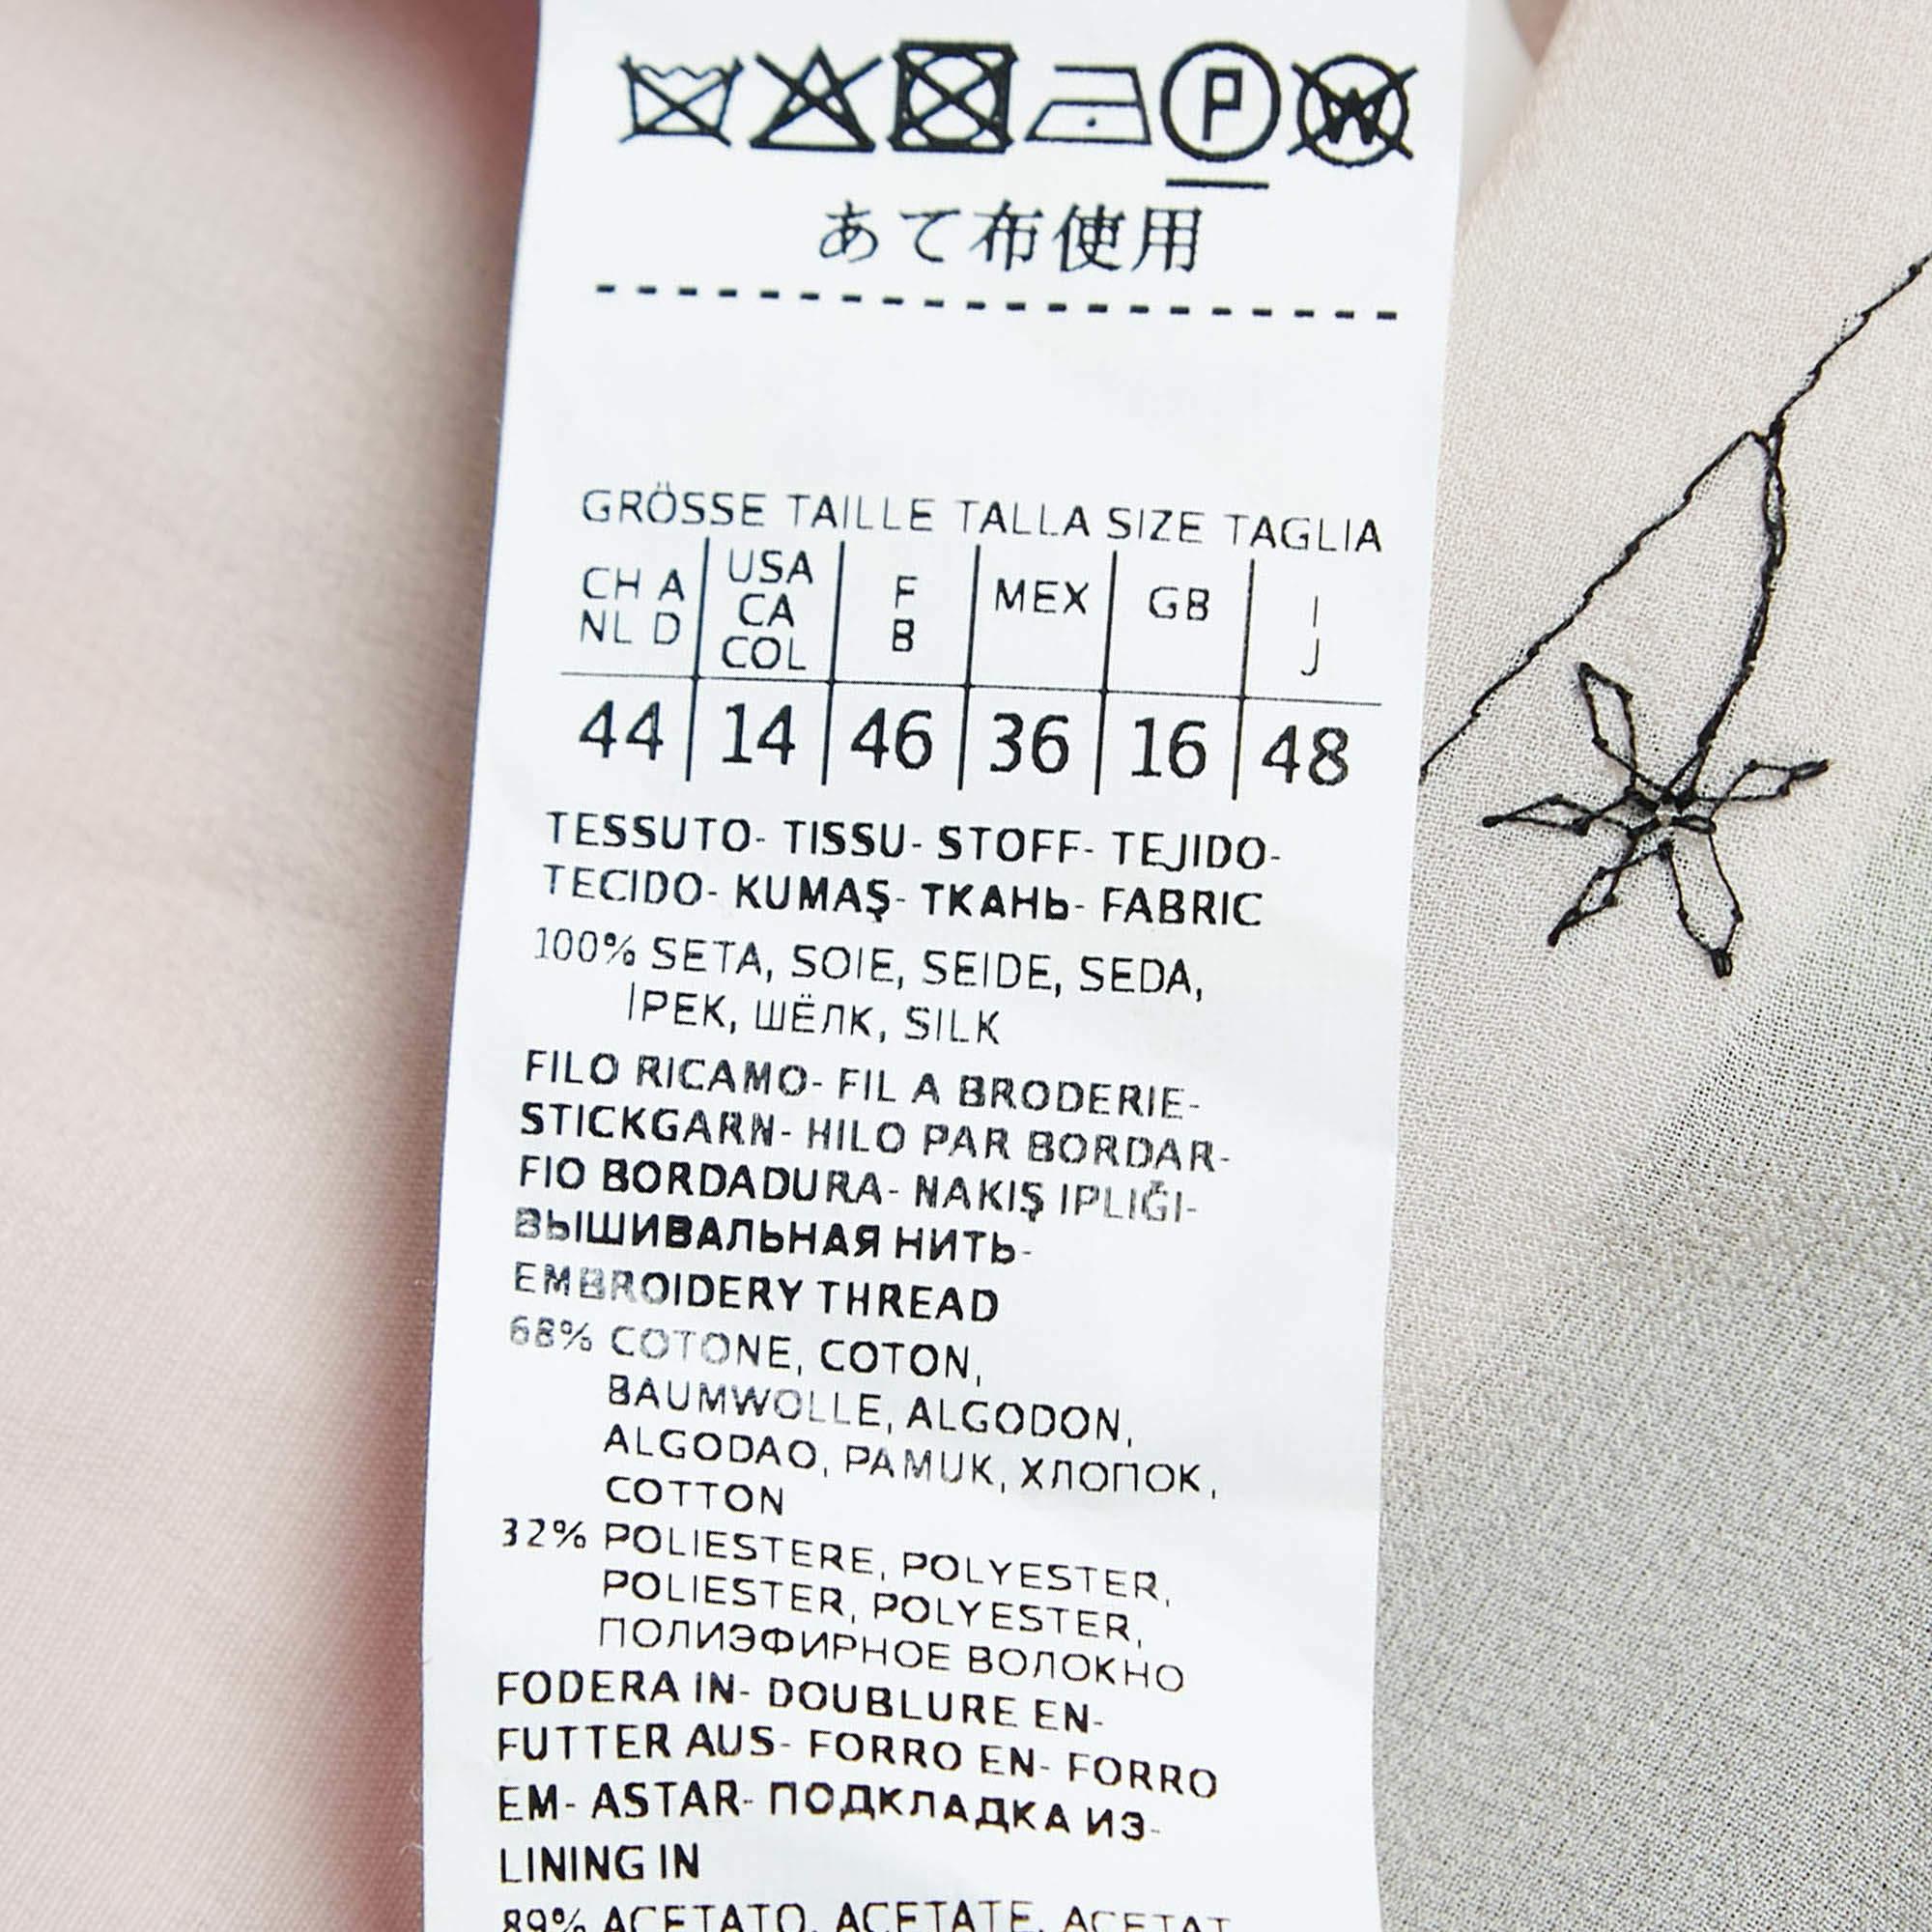 P W
あて布使用
GRÖSSE TAILLE TALLA SIZE TAGLIA
CH A NL D USA CA COL F B MEX GB I J
44 14 46 36 16 48
TESSUTO- TISSU- STOFF- TEJIDO-
TECIDO- KUMAŞ- ТКАНЬ- FABRIC
100% SETA, SOIE, SEIDE, SEDA,
İPEK, ШЁЛК, SILK
FILO RICAMO- FIL A BRODERIE-
STICKGARN- HILO PAR BORDAR-
FIO BORDADURA- NAKIŞ IPLIĞI-
ВЫШИВАЛЬНАЯ НИТЬ-
EMBROIDERY THREAD
68% COTONE, COTON,
BAUMWOLLE, ALGODON,
ALGODAO, PAMUK, ХЛОПОК,
COTTON
32% POLIESTERE, POLYESTER,
POLIESTER, POLYESTER,
ПОЛИЭФИРНОЕ ВОЛОКНО
FODERA IN- DOUBLURE EN-
FUTTER AUS- FORRO EN- FORRO
EM- ASTAR- ПОДКЛАДКА ИЗ-
LINING IN
89% ACETATO, ACETATE, ACETAT